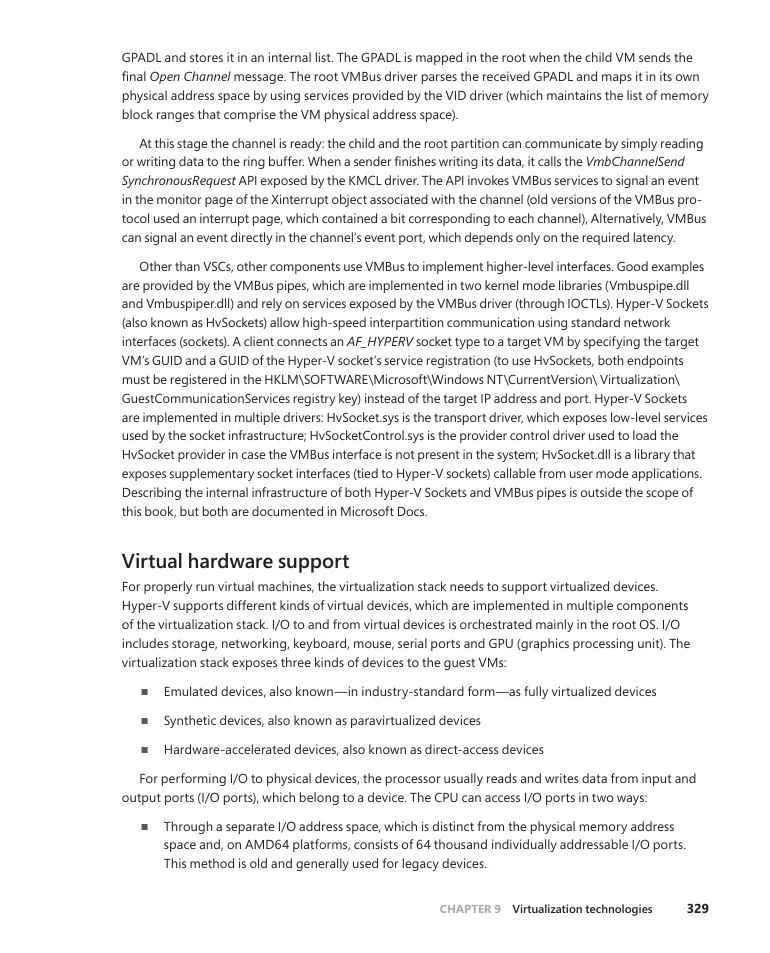 GPADL and stores it in an internal list. The GPADL is mapped in the root when the child VM sends the
final Open Channel message. The root VMBus driver parses the received GPADL and maps it in its own
physical address space by using services provided by the VID driver (which maintains the list of memory
block ranges that comprise the VM physical address space).
At this stage the channel is ready: the child and the root partition can communicate by simply reading
or writing data to the ring buffer. When a sender finishes writing its data, it calls the VmbChannelSend
SynchronousRequest API exposed by the KMCL driver. The API invokes VMBus services to signal an event
in the monitor page of the Xinterrupt object associated with the channel (old versions of the VMBus pro-
tocol used an interrupt page, which contained a bit corresponding to each channel), Alternatively, VMBus
can signal an event directly in the channel’s event port, which depends only on the required latency.
Other than VSCs, other components use VMBus to implement higher-level interfaces. Good examples
are provided by the VMBus pipes, which are implemented in two kernel mode libraries (Vmbuspipe.dll
and Vmbuspiper.dll) and rely on services exposed by the VMBus driver (through IOCTLs). Hyper-V Sockets
(also known as HvSockets) allow high-speed interpartition communication using standard network
interfaces (sockets). A client connects an AF_HYPERV socket type to a target VM by specifying the target
VM’s GUID and a GUID of the Hyper-V socket’s service registration (to use HvSockets, both endpoints
must be registered in the HKLM\SOFTWARE\Microsoft\Windows NT\CurrentVersion\ Virtualization\
GuestCommunicationServices registry key) instead of the target IP address and port. Hyper-V Sockets
are implemented in multiple drivers: HvSocket.sys is the transport driver, which exposes low-level services
used by the socket infrastructure; HvSocketControl.sys is the provider control driver used to load the
HvSocket provider in case the VMBus interface is not present in the system; HvSocket.dll is a library that
exposes supplementary socket interfaces (tied to Hyper-V sockets) callable from user mode applications.
Describing the internal infrastructure of both Hyper-V Sockets and VMBus pipes is outside the scope of
this book, but both are documented in Microsoft Docs.
Virtual hardware support
For properly run virtual machines, the virtualization stack needs to support virtualized devices.
Hyper-V supports different kinds of virtual devices, which are implemented in multiple components
of the virtualization stack. I/O to and from virtual devices is orchestrated mainly in the root OS. I/O
includes storage, networking, keyboard, mouse, serial ports and GPU (graphics processing unit). The
virtualization stack exposes three kinds of devices to the guest VMs:
■ Emulated devices, also known—in industry-standard form—as fully virtualized devices
■ Synthetic devices, also known as paravirtualized devices
■ Hardware-accelerated devices, also known as direct-access devices
For performing I/O to physical devices, the processor usually reads and writes data from input and
output ports (I/O ports), which belong to a device. The CPU can access I/O ports in two ways:
■ Through a separate I/O address space, which is distinct from the physical memory address
space and, on AMD64 platforms, consists of 64 thousand individually addressable I/O ports.
This method is old and generally used for legacy devices.
CHAPTER 9 Virtualization technologies 329